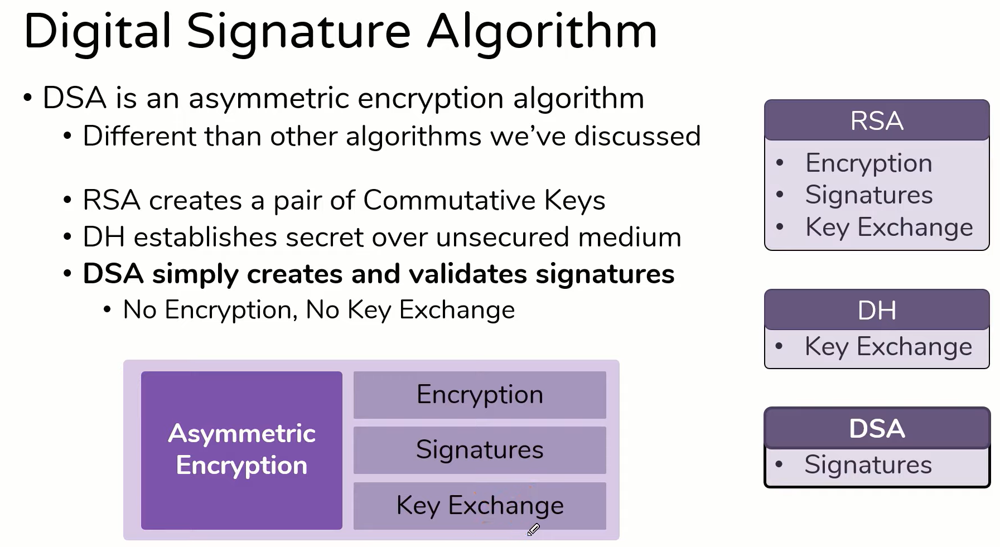 Digital Signature Algorithm
• DSA is an asymmetric encryption algorithm
• Different than other algorithms we’ve discussed
• RSA creates a pair of Commutative Keys
• DH establishes secret over unsecured medium
• DSA simply creates and validates signatures
• No Encryption, No Key Exchange
Asymmetric
Encryption
Encryption
Signatures
Key Exchange
RSA
• Encryption
• Signatures
• Key Exchange
DH
• Key Exchange
DSA
• Signatures